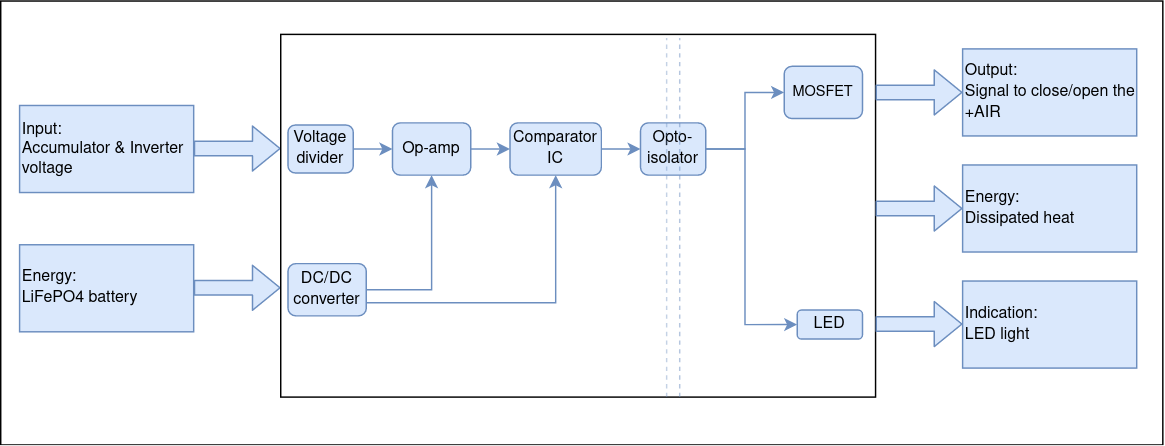 Input:
Accumulator & Inverter
voltage
Energy:
LiFePO4 battery
Voltage
divider
Op-amp
Comparator
IC
Opto-
isolator
DC/DC
converter
MOSFET
LED
Output:
Signal to close/open the
+AIR
Energy:
Dissipated heat
Indication:
LED light